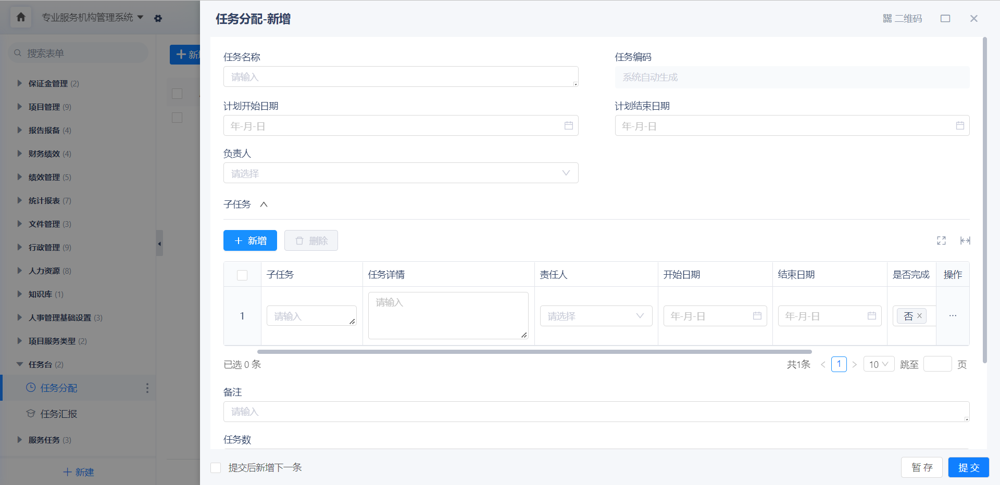 专业服务机构管理系统
任务分配-新增
二维码
搜索表单
保证金管理 (2)
项目管理 (9)
报告报备 (4)
财务绩效 (4)
绩效管理 (5)
统计报表 (7)
文件管理 (3)
行政管理 (9)
人力资源 (8)
知识库 (1)
人事管理基础设置 (3)
项目服务类型 (2)
任务台 (2)
任务分配
任务汇报
服务任务 (3)
新建
任务名称
请输入
任务编码
系统自动生成
计划开始日期
年-月-日
计划结束日期
年-月-日
负责人
请选择
子任务
新增 删除
子任务 任务详情 责任人 开始日期 结束日期 是否完成 操作
1 请输入 请输入 请选择 年-月-日 年-月-日 否 ...
已选 0 条
共1条 < 1 > 10 跳至 页
备注
请输入
任务数
提交后新增下一条
暂存 提交